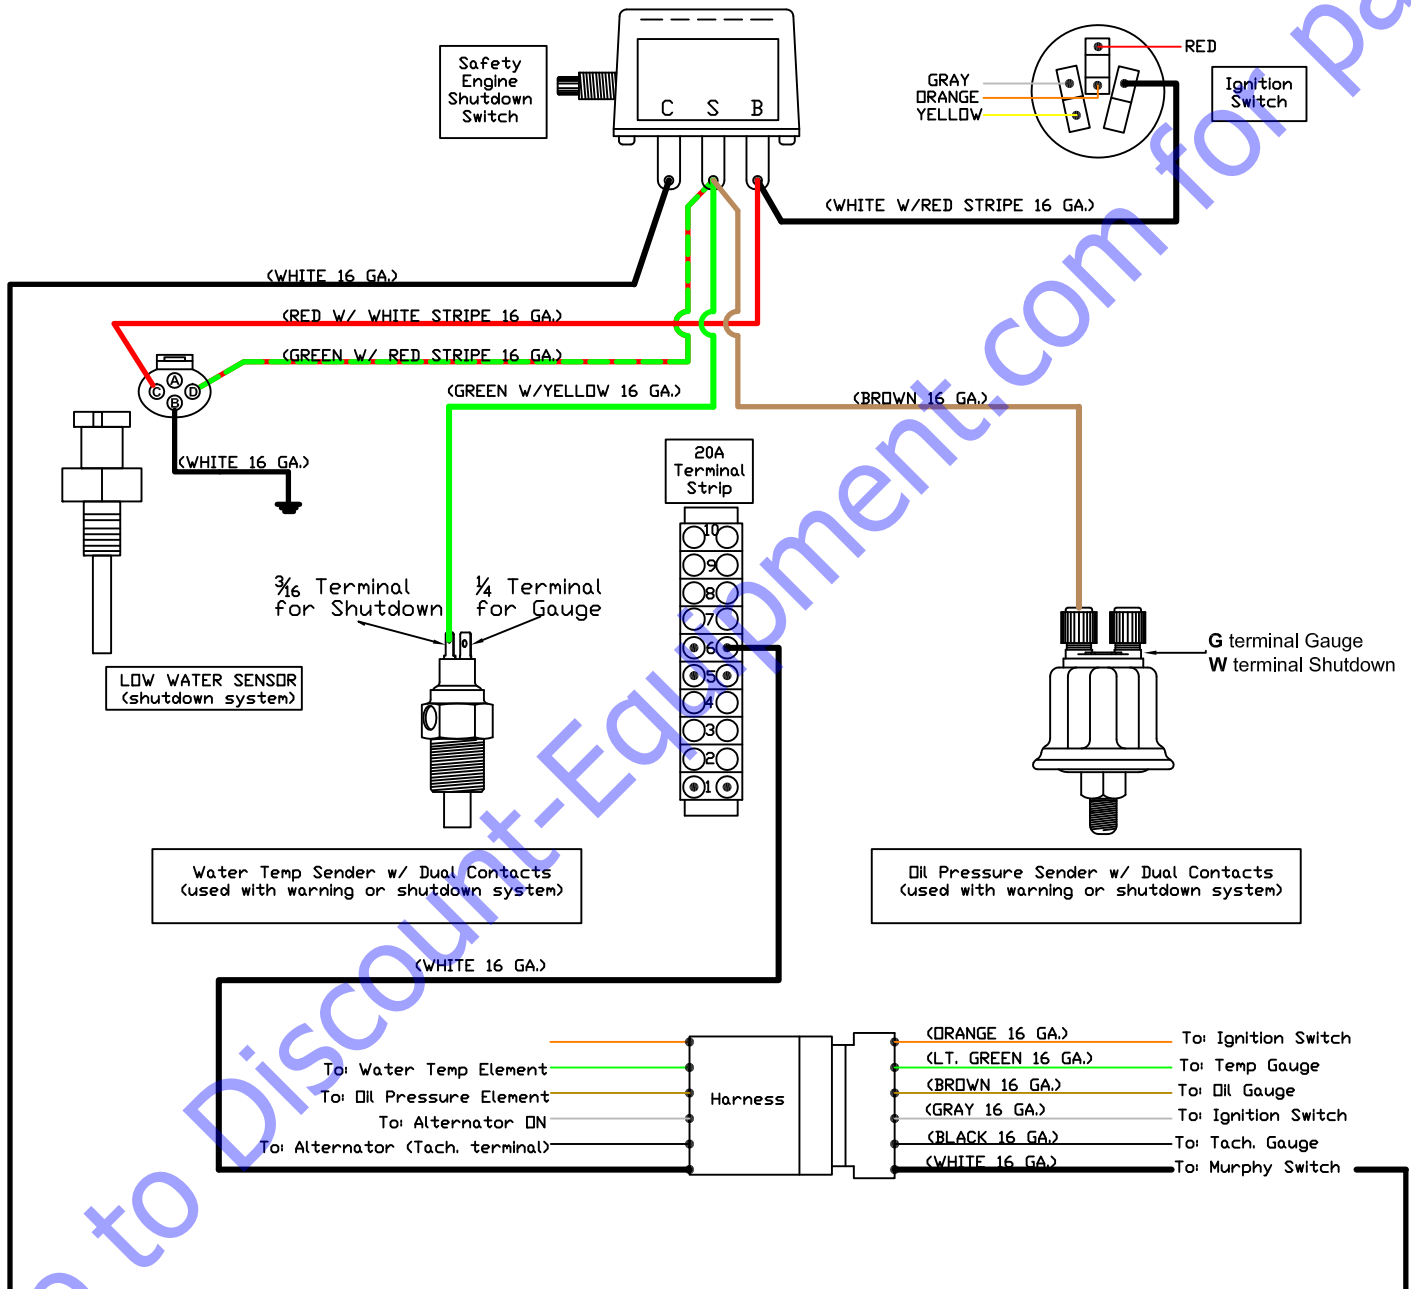 Safety
Engine
Shutdown
Switch
C S B
RED
GRAY
ORANGE
YELLOW
Ignition
Switch
(WHITE W/RED STRIPE 16 GA.)
(WHITE 16 GA.)
(RED W/ WHITE STRIPE 16 GA.)
(GREEN W/ RED STRIPE 16 GA.)
A
C D
B
(GREEN W/YELLOW 16 GA.)
(BROWN 16 GA.)
(WHITE 16 GA.)
20A
Terminal
Strip
10
9
8
7
6
5
4
3
2
1
3/16 Terminal
for Shutdown
1/4 Terminal
for Gauge
G terminal Gauge
W terminal Shutdown
LOW WATER SENSOR
(shutdown system)
Water Temp Sender w/ Dual Contacts
(used with warning or shutdown system)
Oil Pressure Sender w/ Dual Contacts
(used with warning or shutdown system)
(WHITE 16 GA.)
To: Water Temp Element
To: Oil Pressure Element
To: Alternator ON
To: Alternator (Tach. terminal)
Harness
(ORANGE 16 GA.) To: Ignition Switch
(LT. GREEN 16 GA.) To: Temp Gauge
(BROWN 16 GA.) To: Oil Gauge
(GRAY 16 GA.) To: Ignition Switch
(BLACK 16 GA.) To: Tach. Gauge
(WHITE 16 GA.) To: Murphy Switch
to Discount-Equipment.com for pa